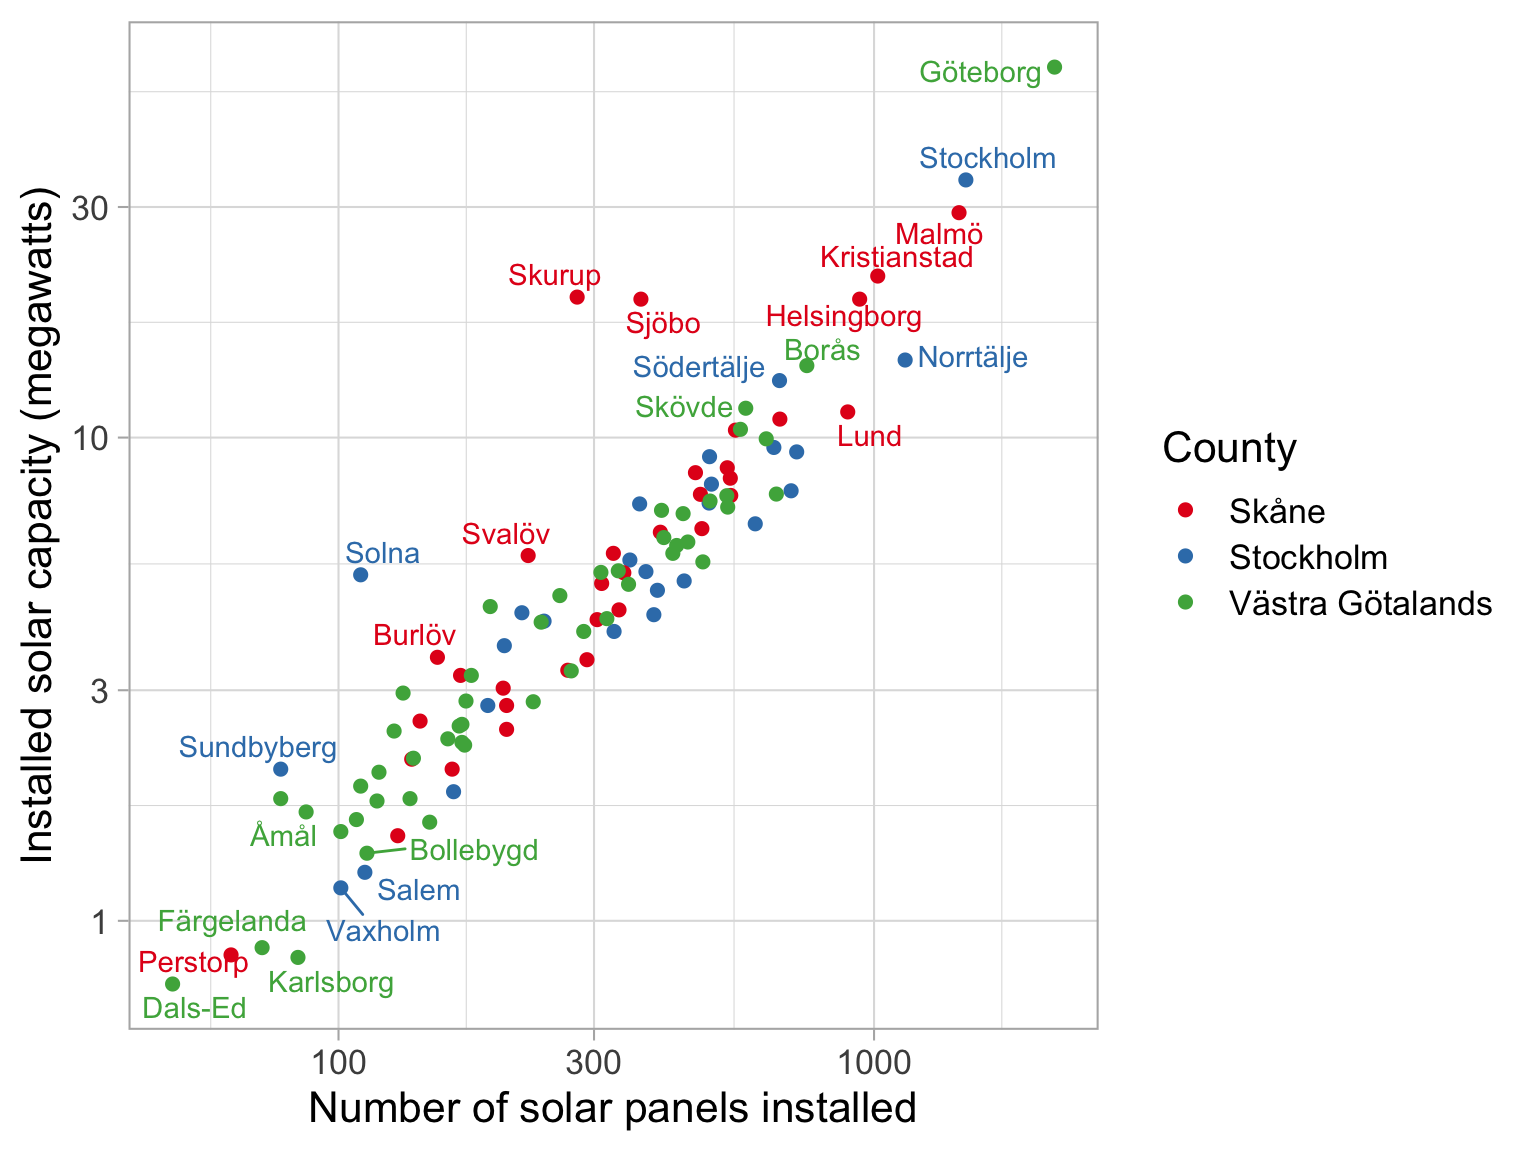 Göteborg
Stockholm
30
Malmö
Kristianstad
Skurup
Sjöbo
Helsingborg
Borås
Norrtälje
Södertälje
Skövde
10
Lund
Svalöv
Solna
Burlöv
3
Sundbyberg
Åmål
Bollebygd
Salem
Vaxholm
1
Färgelanda
Perstorp
Karlsborg
Dals-Ed
100 300 1000
Number of solar panels installed
Installed solar capacity (megawatts)
County
Skåne
Stockholm
Västra Götalands